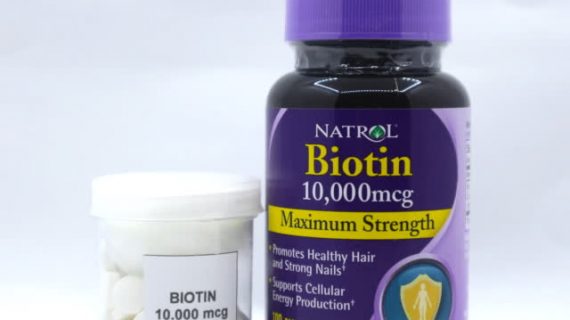 NATROL
Biotin
10,000mcg
Maximum Strength
• Promotes Healthy Hair
and Strong Nails†
• Supports Cellular
Energy Production†
100
BIOTIN
10,000 mcg